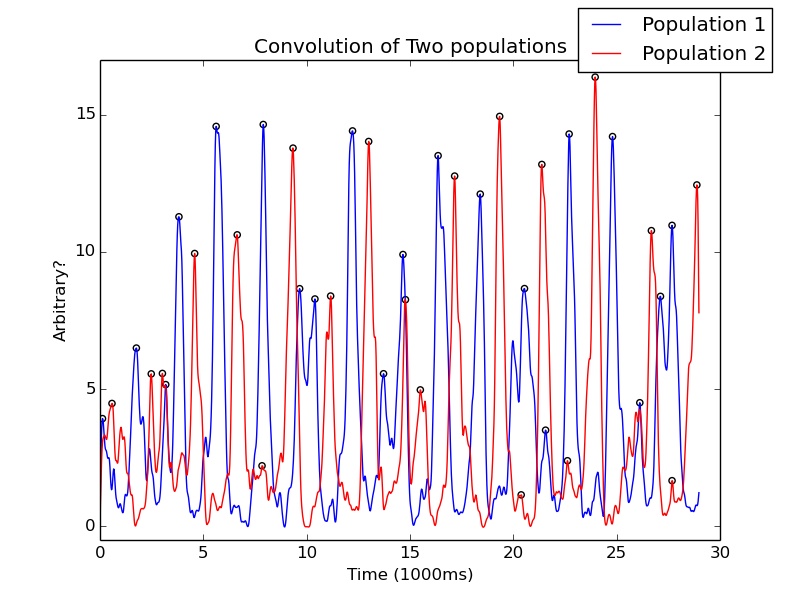 Population 1
Population 2
Convolution of Two populations
Arbitrary?
15
10
5
0
0 5 10 15 20 25 30
Time (1000ms)